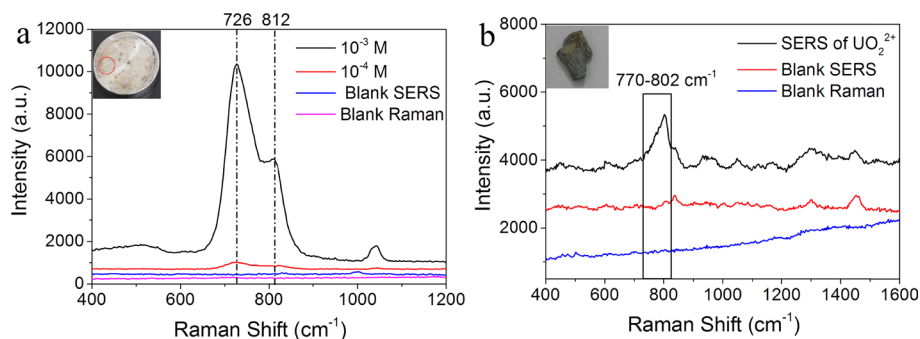 a
726 812
10⁻³ M
10⁻⁴ M
Blank SERS
Blank Raman
12000
10000
8000
6000
4000
2000
0
400 600 800 1000 1200
Intensity (a.u.)
Raman Shift (cm⁻¹)
b
SERS of UO₂²⁺
Blank SERS
Blank Raman
770-802 cm⁻¹
8000
6000
4000
2000
400 600 800 1000 1200 1400 1600
Intensity (a.u.)
Raman Shift (cm⁻¹)